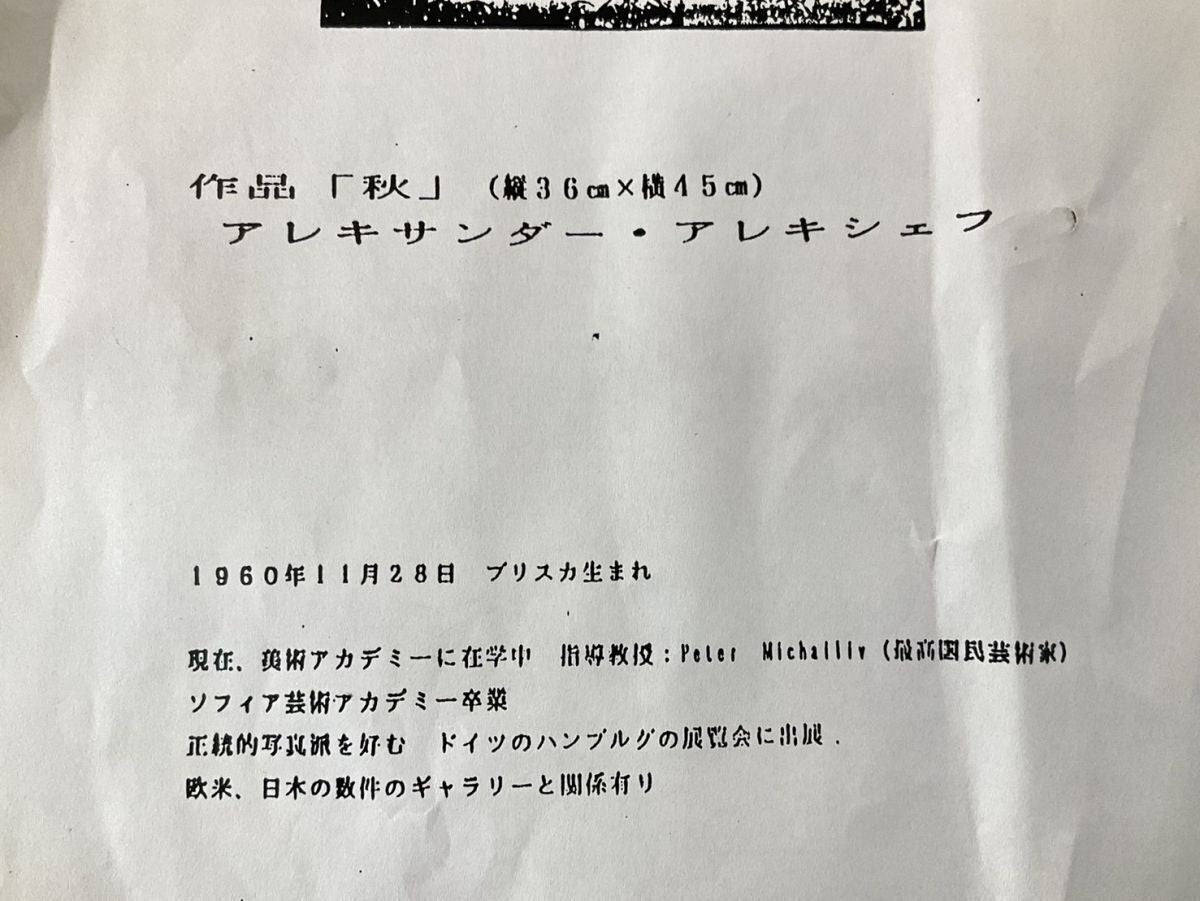 作品「秋」（縦36㎝×横45㎝）
アレキサンダー・アレキシェフ
1960年11月28日　ブリスカ生まれ
現在、美術アカデミーに在学中　指導教授：Peter　Michalliv（最高国民芸術家）
ソフィア芸術アカデミー卒業
正統的写真派を好む　ドイツのハンブルグの展覧会に出展．
欧米、日本の数件のギャラリーと関係有り